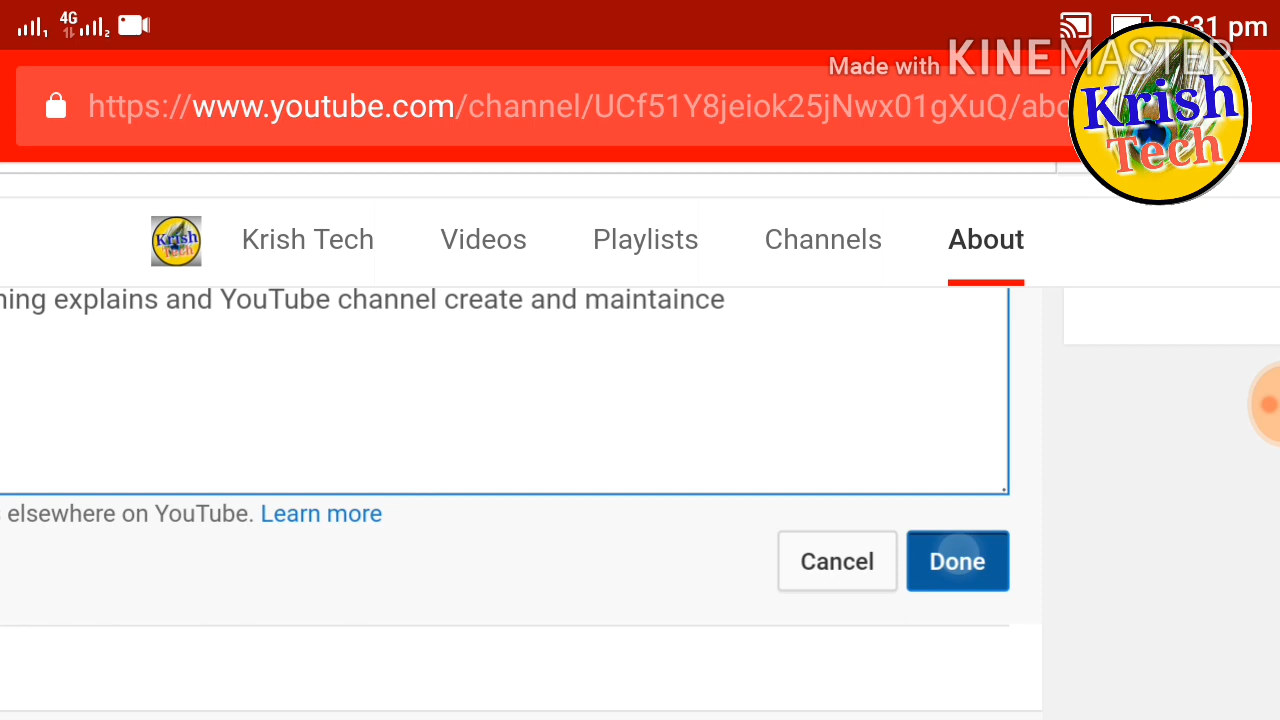 4G
:31 pm
Made with KINEMASTER
https://www.youtube.com/channel/UCf51Y8jeiok25jNwx01gXuQ/abo
Krish
Tech
Krish Tech
Videos
Playlists
Channels
About
ning explains and YouTube channel create and maintaince
elsewhere on YouTube. Learn more
Cancel
Done